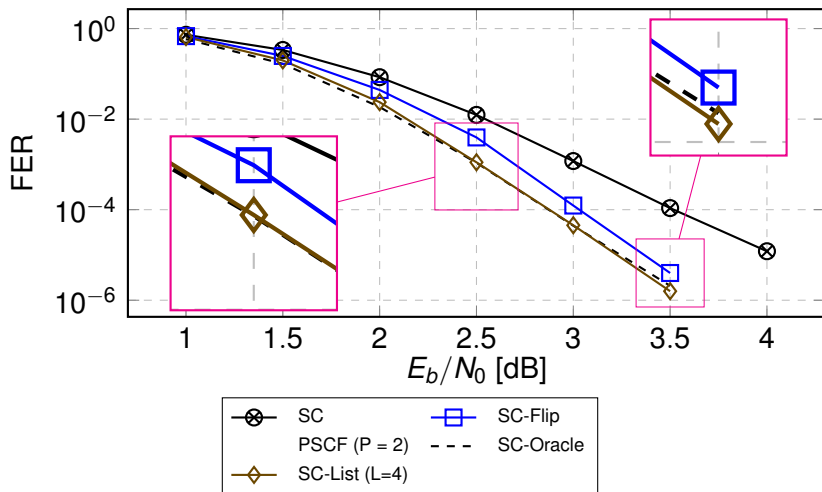 10^0
10^−2
10^−4
10^−6
FER
1 1.5 2 2.5 3 3.5 4
E_b/N_0 [dB]
SC SC-Flip
PSCF (P = 2) SC-Oracle
SC-List (L=4)